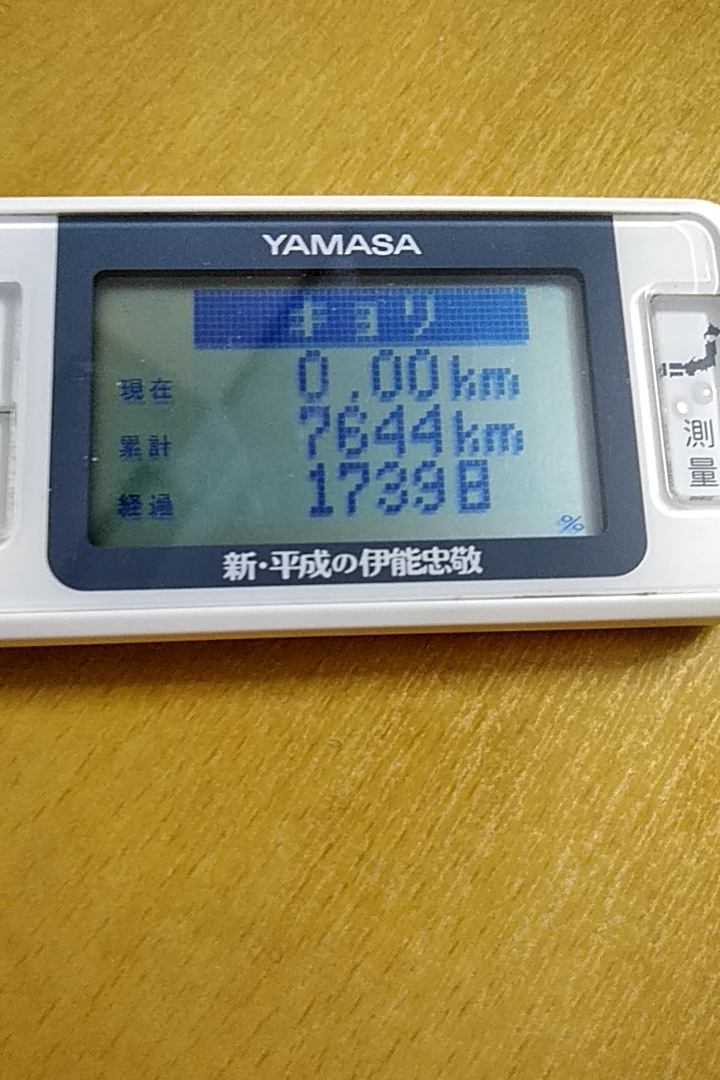 YAMASA
キョリ
現在 0.00km
累計 7644km
経過 1739日
%
新・平成の伊能忠敬
測量